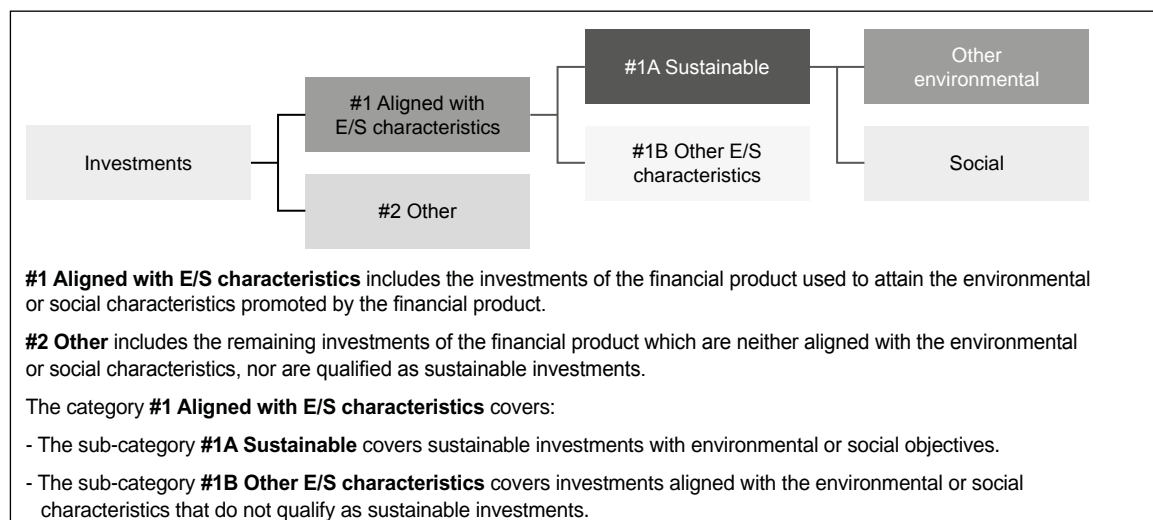 #1A Sustainable
Other
environmental
#1 Aligned with
E/S characteristics
Investments
#1B Other E/S
characteristics
Social
#2 Other
#1 Aligned with E/S characteristics includes the investments of the financial product used to attain the environmental
or social characteristics promoted by the financial product.
#2 Other includes the remaining investments of the financial product which are neither aligned with the environmental
or social characteristics, nor are qualified as sustainable investments.
The category #1 Aligned with E/S characteristics covers:
- The sub-category #1A Sustainable covers sustainable investments with environmental or social objectives.
- The sub-category #1B Other E/S characteristics covers investments aligned with the environmental or social
characteristics that do not qualify as sustainable investments.